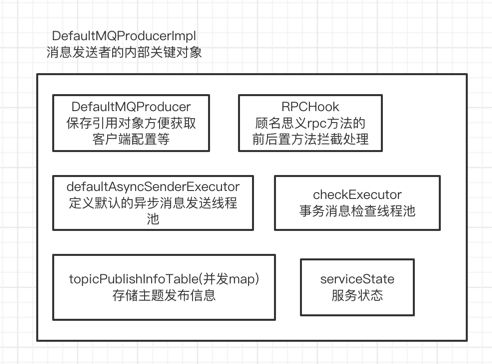 DefaultMQProducerImpl
消息发送者的内部关键对象
DefaultMQProducer
保存引用对象方便获取
客户端配置等
RPCHook
顾名思义rpc方法的
前后置方法拦截处理
defaultAsyncSenderExecutor
定义默认的异步消息发送线程
池
checkExecutor
事务消息检查线程池
topicPublishInfoTable(并发map)
存储主题发布信息
serviceState
服务状态